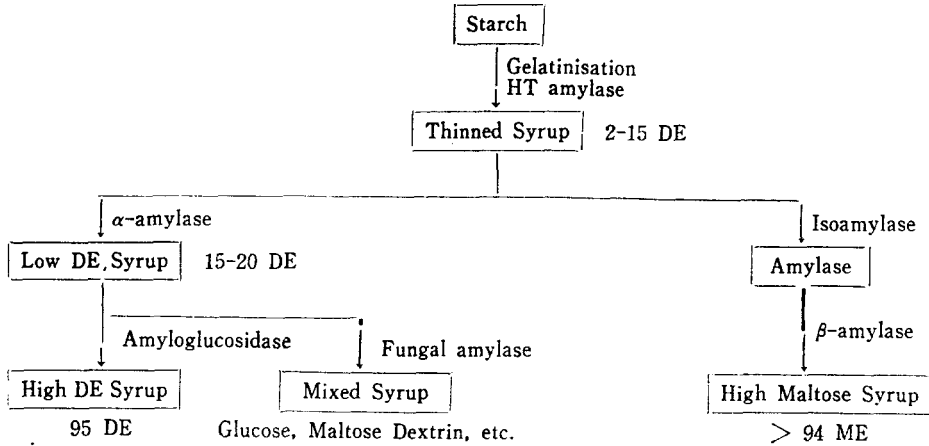 Starch
Gelatinisation
HT amylase
Thinned Syrup 2-15 DE
α-amylase
Isoamylase
Low DE, Syrup 15-20 DE
Amylase
Amyloglucosidase
Fungal amylase
β-amylase
High DE Syrup
Mixed Syrup
High Maltose Syrup
95 DE
Glucose, Maltose Dextrin, etc.
> 94 ME